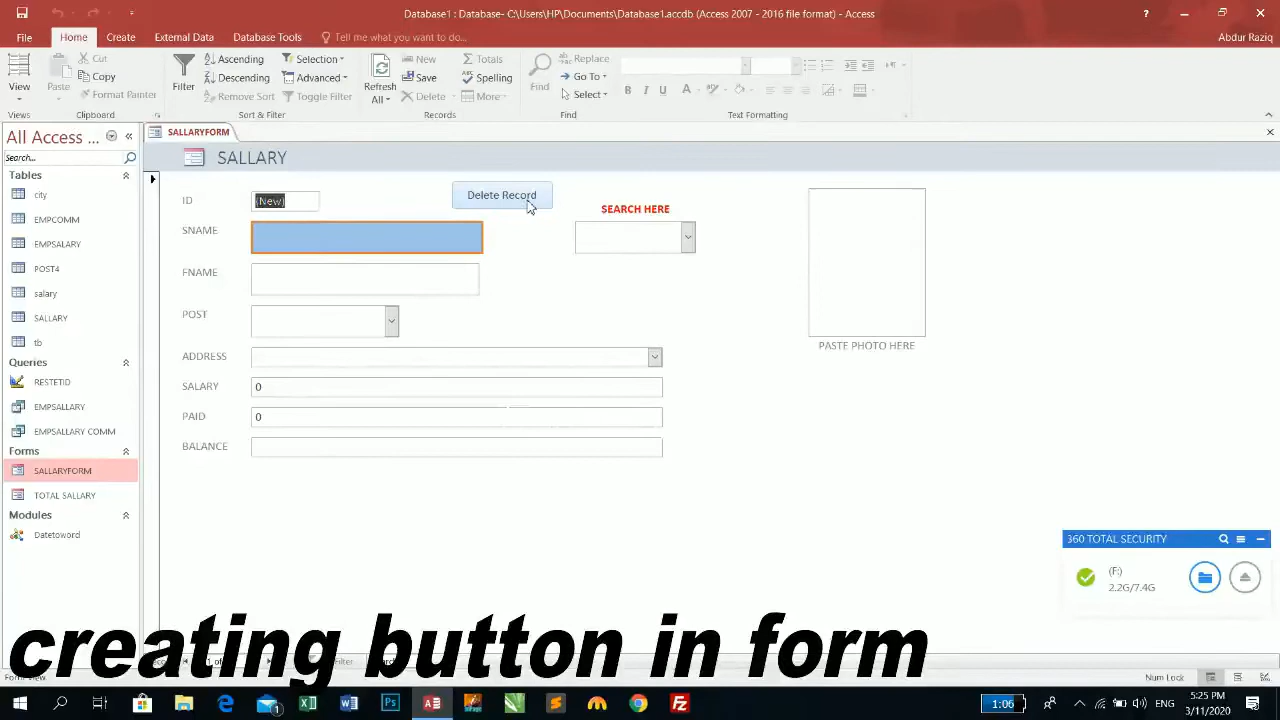 Database1 : Database- C:\Users\HP\Documents\Database1.accdb (Access 2007 - 2016 file format) - Access
File Home Create External Data Database Tools Tell me what you want to do... Abdur Raziq
View
Views
Paste
Cut
Copy
Format Painter
Clipboard
Filter
Ascending
Descending
Remove Sort
Selection
Advanced
Toggle Filter
Sort & Filter
Refresh
All
New
Save
Delete
Totals
Spelling
More
Records
Find
Replace
Go To
Select
Find
B I U
A
Text Formatting
All Access ...
Search...
Tables
city
EMPCOMM
EMPSALARY
POST4
salary
SALLARY
tb
Queries
RESTETID
EMPSALLARY
EMPSALLARY COMM
Forms
SALLARYFORM
TOTAL SALLARY
Modules
Datetoword
SALLARYFORM
SALLARY
ID (New)
Delete Record
SEARCH HERE
SNAME
FNAME
POST
ADDRESS
SALARY 0
PAID 0
BALANCE
PASTE PHOTO HERE
360 TOTAL SECURITY
(F:)
2.2G/7.4G
creating button in form
Filter
Num Lock
1:06
ENG
5:25 PM
3/11/2020